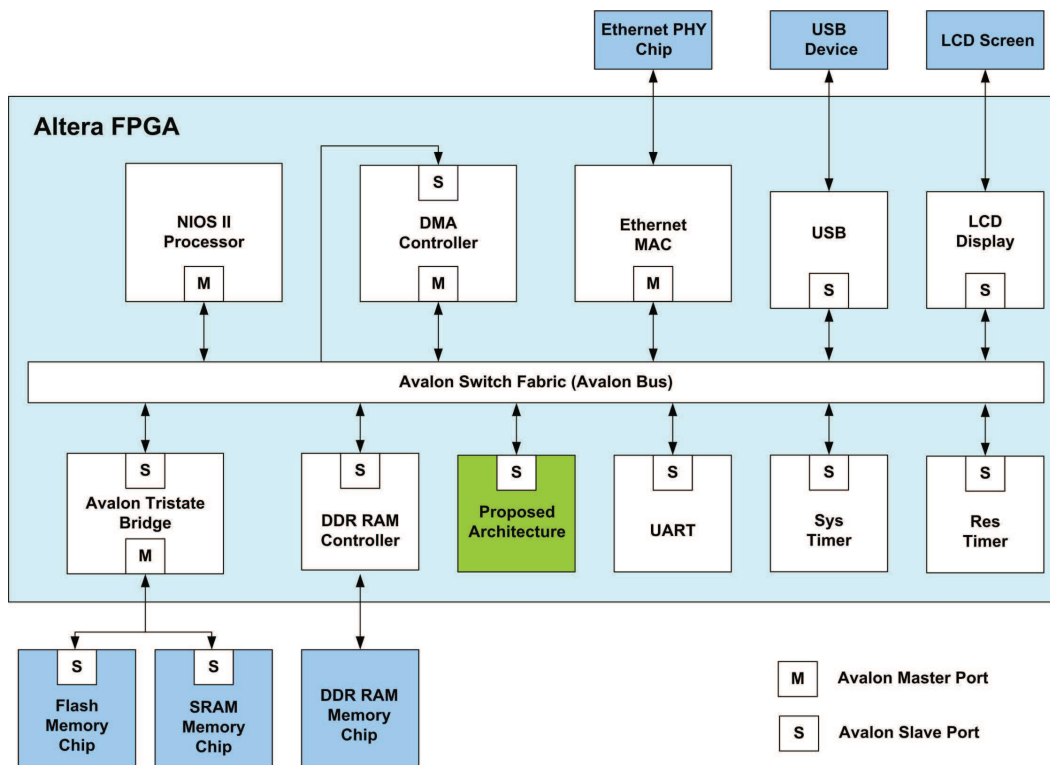 Ethernet PHY
Chip
USB
Device
LCD Screen
Altera FPGA
S
NIOS II
Processor
M
DMA
Controller
M
Ethernet
MAC
M
USB
S
LCD
Display
S
Avalon Switch Fabric (Avalon Bus)
S
Avalon Tristate
Bridge
M
S
DDR RAM
Controller
S
Proposed
Architecture
S
UART
S
Sys
Timer
S
Res
Timer
S
Flash
Memory
Chip
S
SRAM
Memory
Chip
DDR RAM
Memory
Chip
M
Avalon Master Port
S
Avalon Slave Port